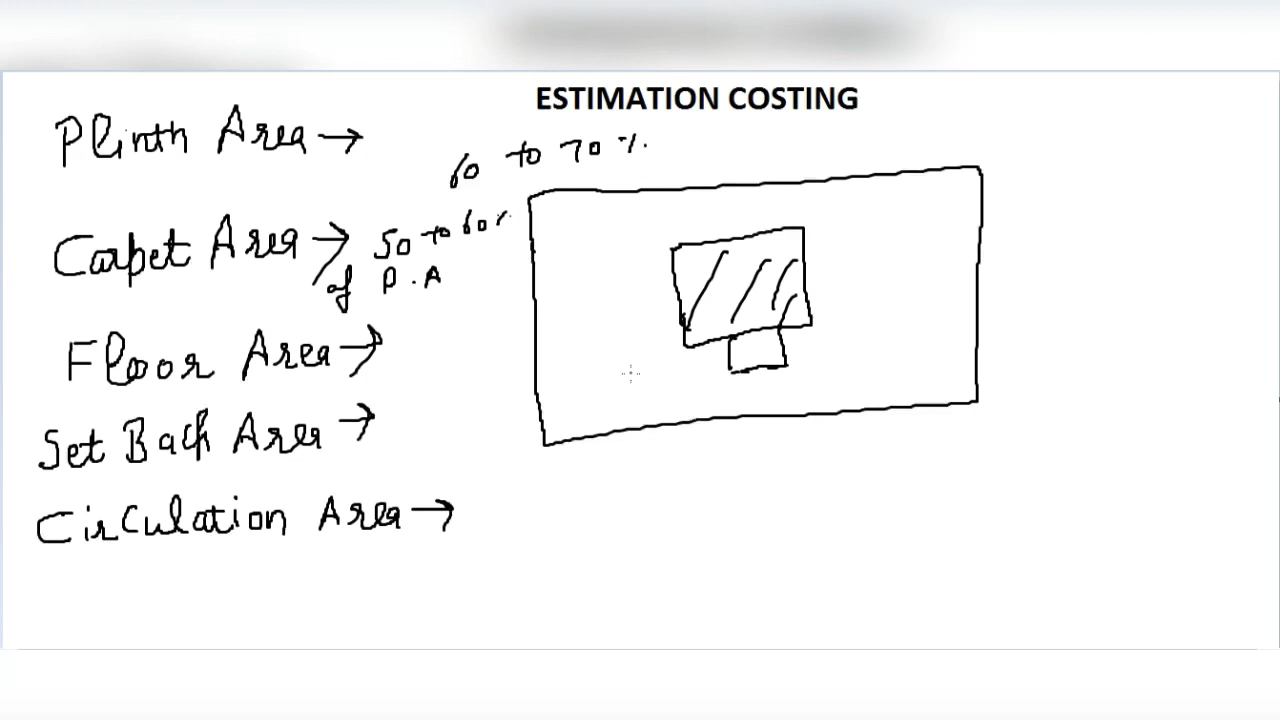 ESTIMATION COSTING
Plinth Area →
60 to 70 %.
Carpet Area → 50 to 60%
of P.A
Floor Area →
Set Back Area →
Circulation Area →